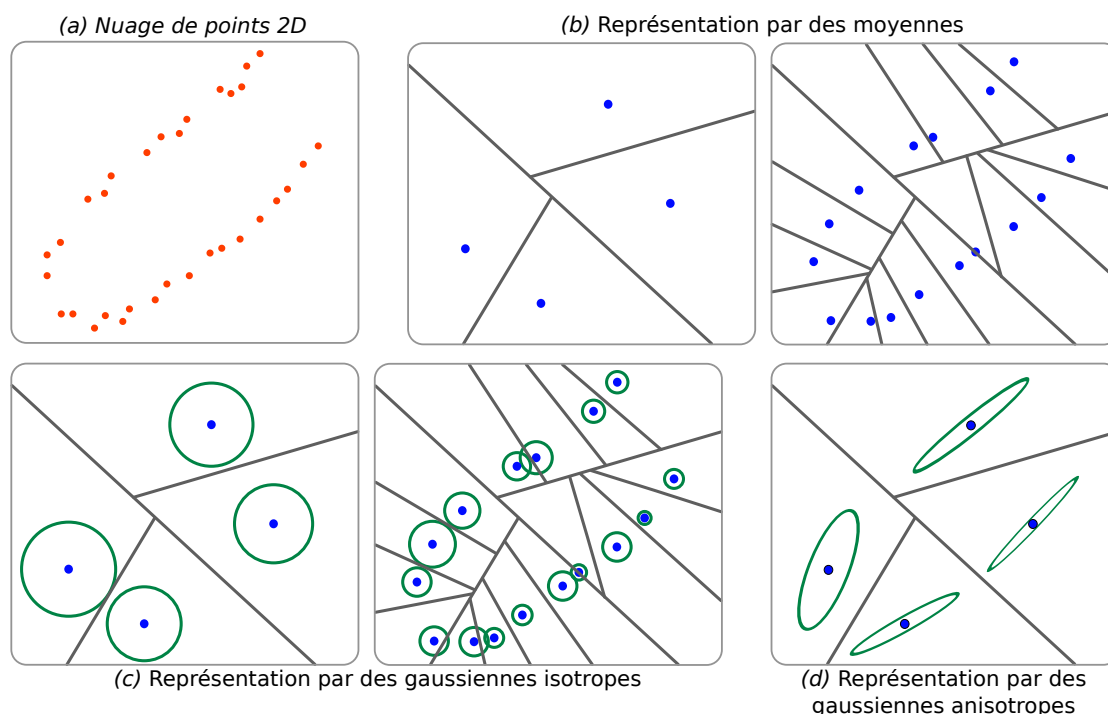 (a) Nuage de points 2D
(b) Représentation par des moyennes
(c) Représentation par des gaussiennes isotropes
(d) Représentation par des
gaussiennes anisotropes